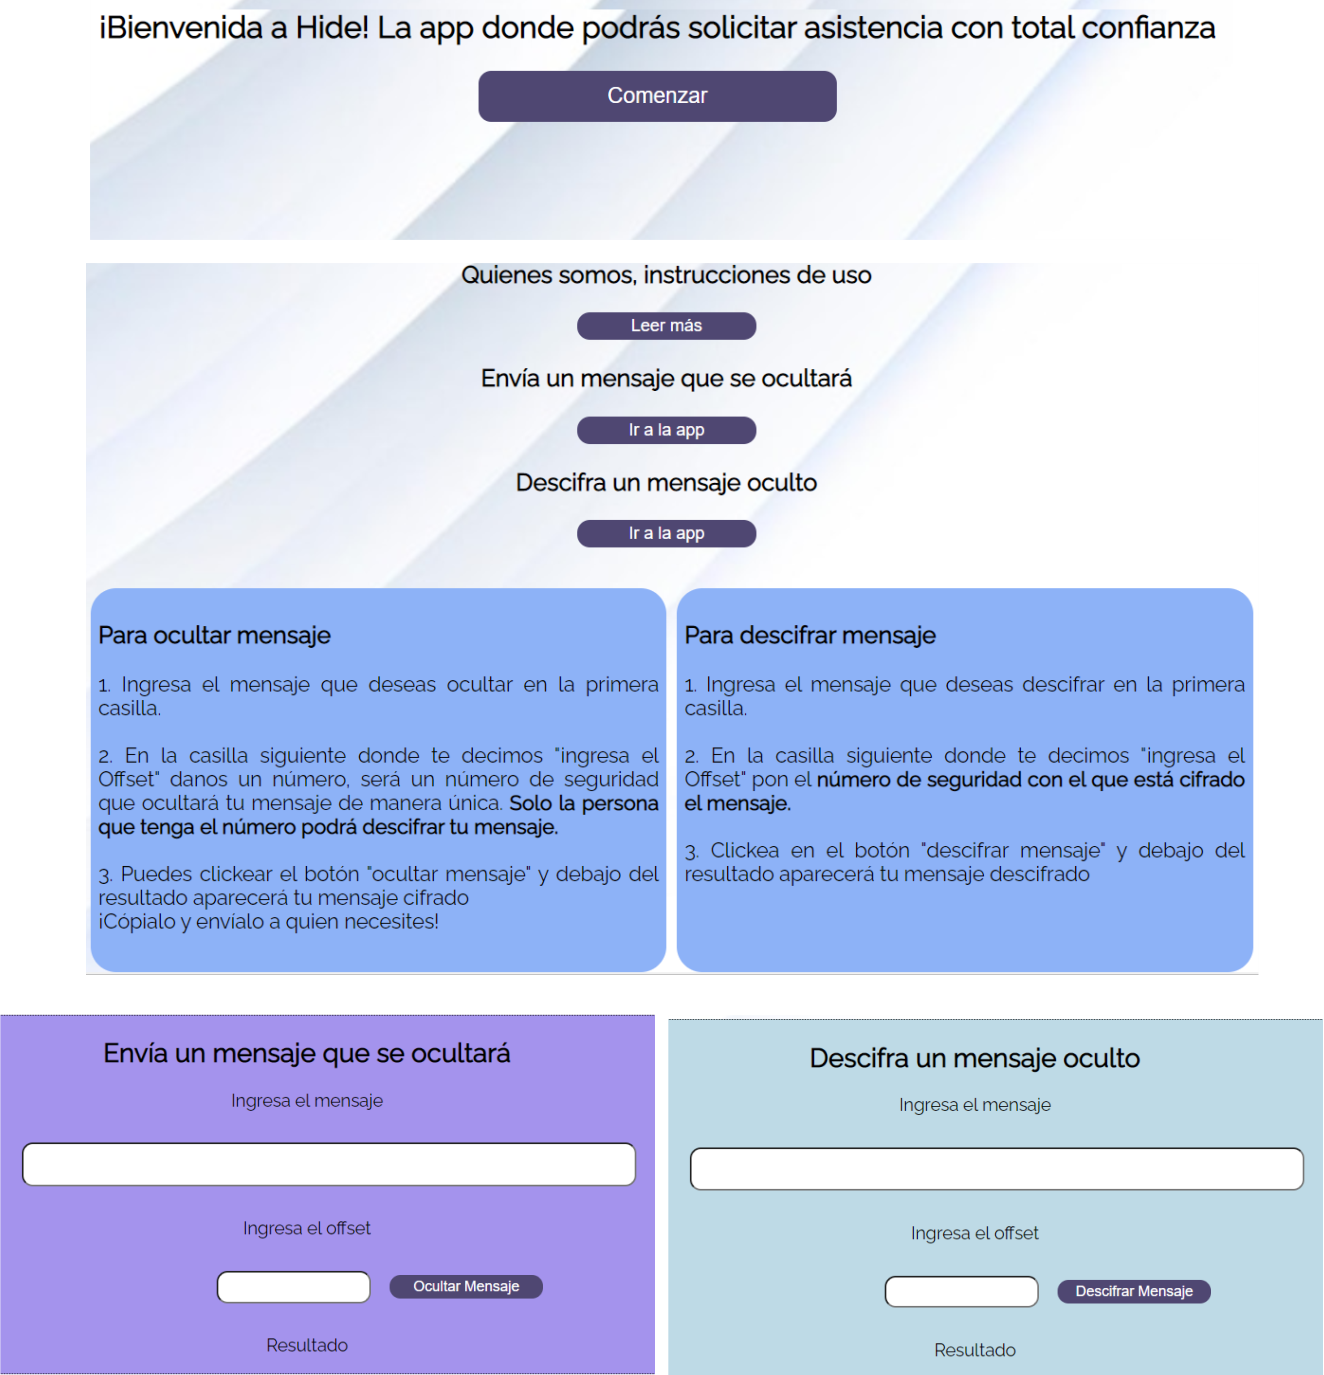 ¡Bienvenida a Hide! La app donde podrás solicitar asistencia con total confianza
Comenzar
Quienes somos, instrucciones de uso
Leer más
Envía un mensaje que se ocultará
Ir a la app
Descifra un mensaje oculto
Ir a la app
Para ocultar mensaje
1. Ingresa el mensaje que deseas ocultar en la primera
casilla.
2. En la casilla siguiente donde te decimos "ingresa el
Offset" danos un número, será un número de seguridad
que ocultará tu mensaje de manera única. Solo la persona
que tenga el número podrá descifrar tu mensaje.
3. Puedes clickear el botón "ocultar mensaje" y debajo del
resultado aparecerá tu mensaje cifrado
¡Cópialo y envíalo a quien necesites!
Para descifrar mensaje
1. Ingresa el mensaje que deseas descifrar en la primera
casilla.
2. En la casilla siguiente donde te decimos "ingresa el
Offset" pon el número de seguridad con el que está cifrado
el mensaje.
3. Clickea en el botón "descifrar mensaje" y debajo del
resultado aparecerá tu mensaje descifrado
Envía un mensaje que se ocultará
Ingresa el mensaje
Ingresa el offset
Ocultar Mensaje
Resultado
Descifra un mensaje oculto
Ingresa el mensaje
Ingresa el offset
Descifrar Mensaje
Resultado